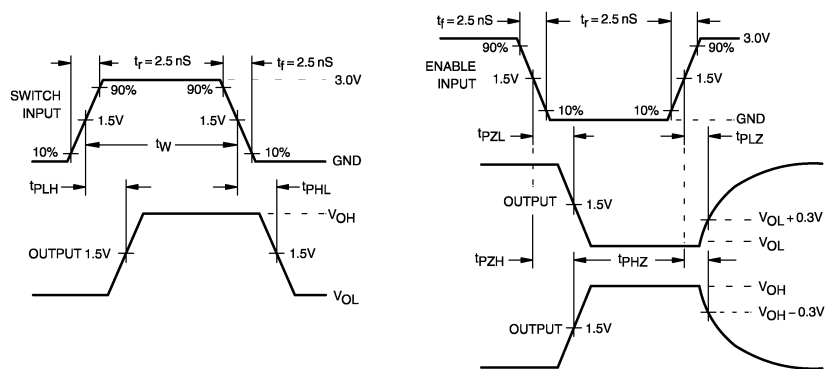 tr = 2.5 nS
tf = 2.5 nS
SWITCH
INPUT
90%
90%
3.0V
1.5V
1.5V
tW
10%
10%
GND
tPLH
tPHL
VOH
OUTPUT 1.5V
1.5V
VOL
tf = 2.5 nS
tr = 2.5 nS
90%
90%
3.0V
ENABLE
INPUT
1.5V
1.5V
10%
10%
GND
tPZL
tPLZ
OUTPUT
1.5V
VOL + 0.3V
VOL
tPZH
tPHZ
VOH
VOH – 0.3V
OUTPUT
1.5V